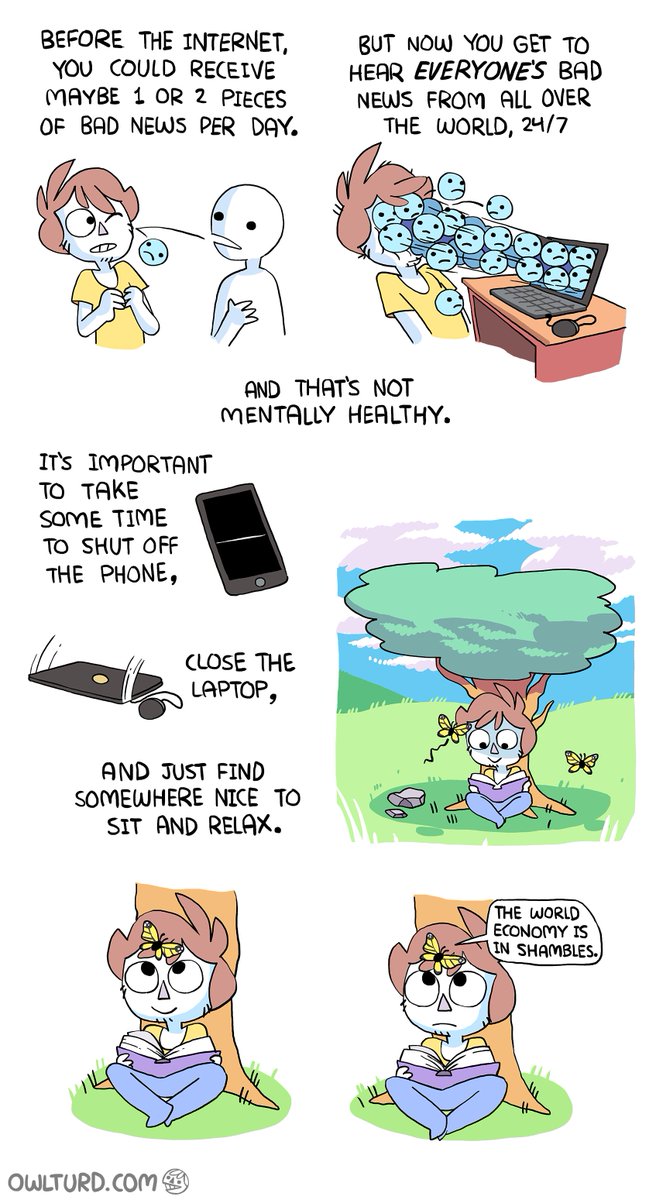 BEFORE THE INTERNET,
YOU COULD RECEIVE
MAYBE 1 OR 2 PIECES
OF BAD NEWS PER DAY.
BUT NOW YOU GET TO
HEAR EVERYONE'S BAD
NEWS FROM ALL OVER
THE WORLD, 24/7
AND THAT'S NOT
MENTALLY HEALTHY.
IT'S IMPORTANT
TO TAKE
SOME TIME
TO SHUT OFF
THE PHONE,
CLOSE THE
LAPTOP,
AND JUST FIND
SOMEWHERE NICE TO
SIT AND RELAX.
THE WORLD
ECONOMY IS
IN SHAMBLES.
OWLTURD.COM